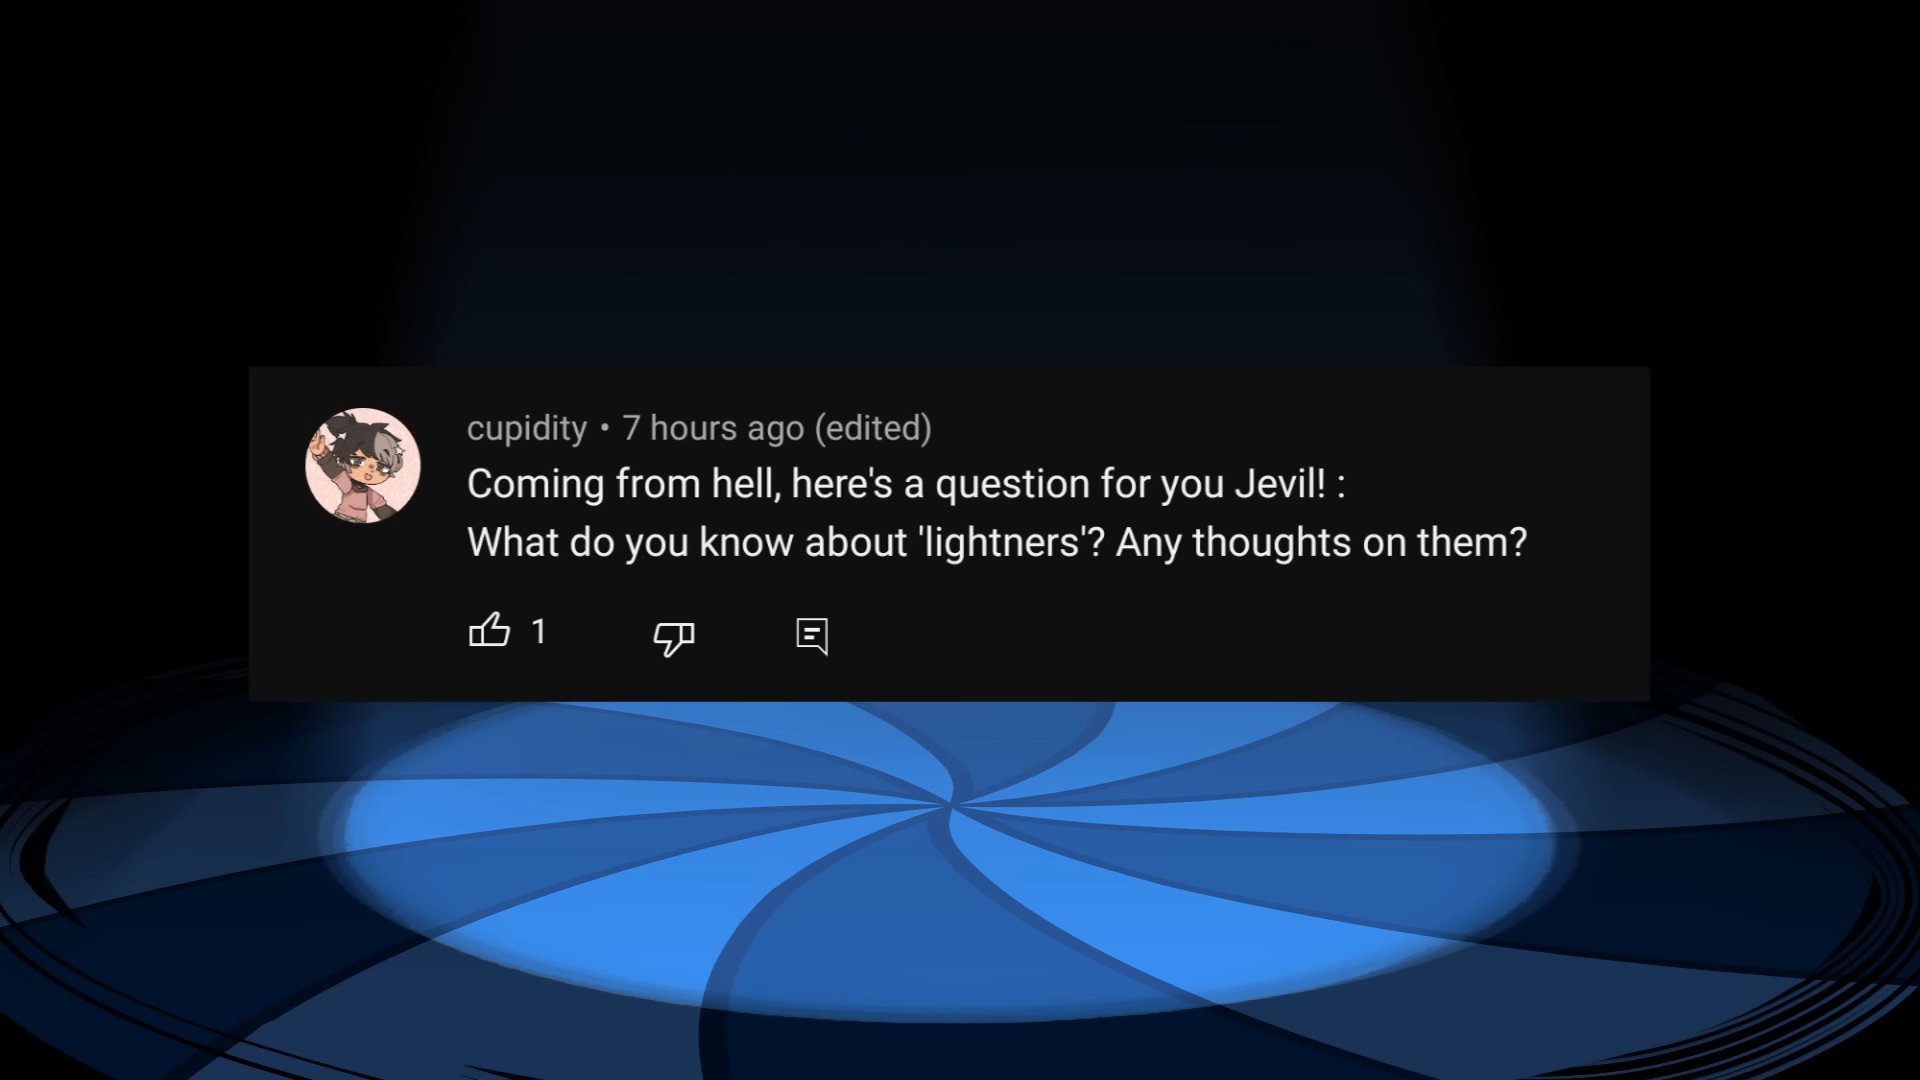 cupidity • 7 hours ago (edited)
Coming from hell, here's a question for you Jevil! :
What do you know about 'lightners'? Any thoughts on them?
1